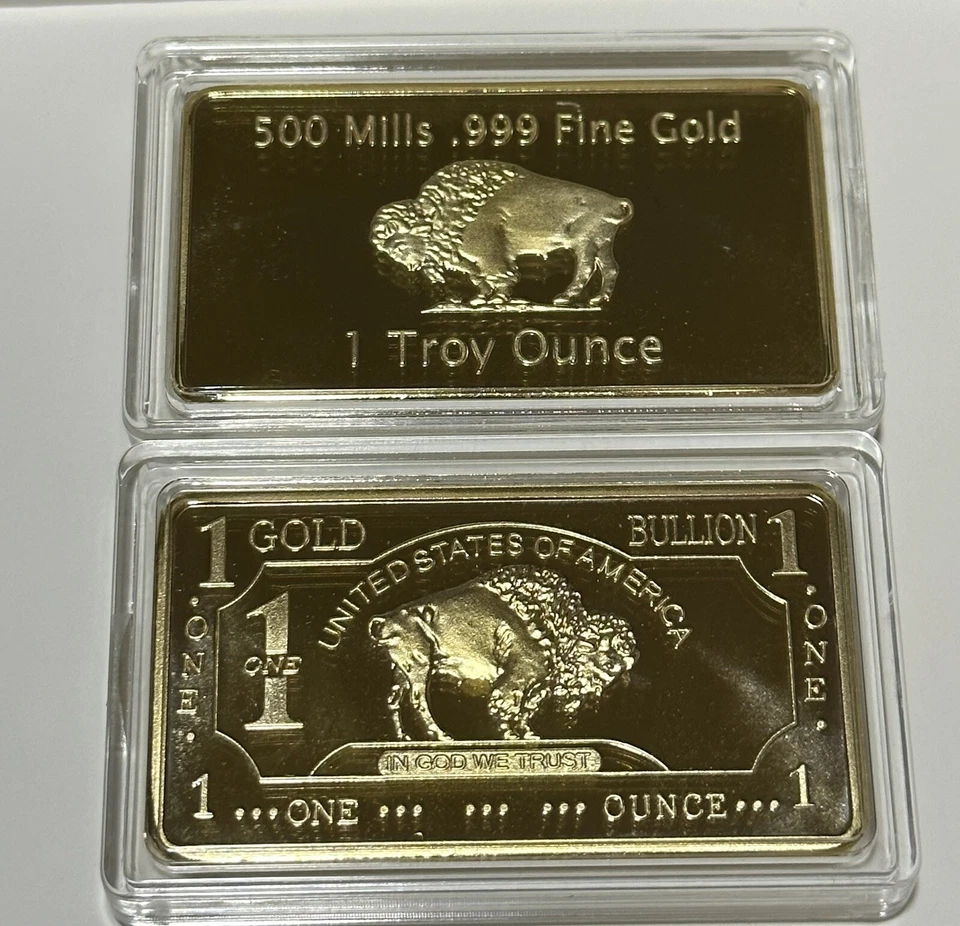 500 Mills .999 Fine Gold
1 Troy Ounce
1 GOLD BULLION 1
UNITED STATES OF AMERICA
.ONE.
1
ONE
.ONE.
IN GOD WE TRUST
1 ...ONE ... ... ... OUNCE... 1